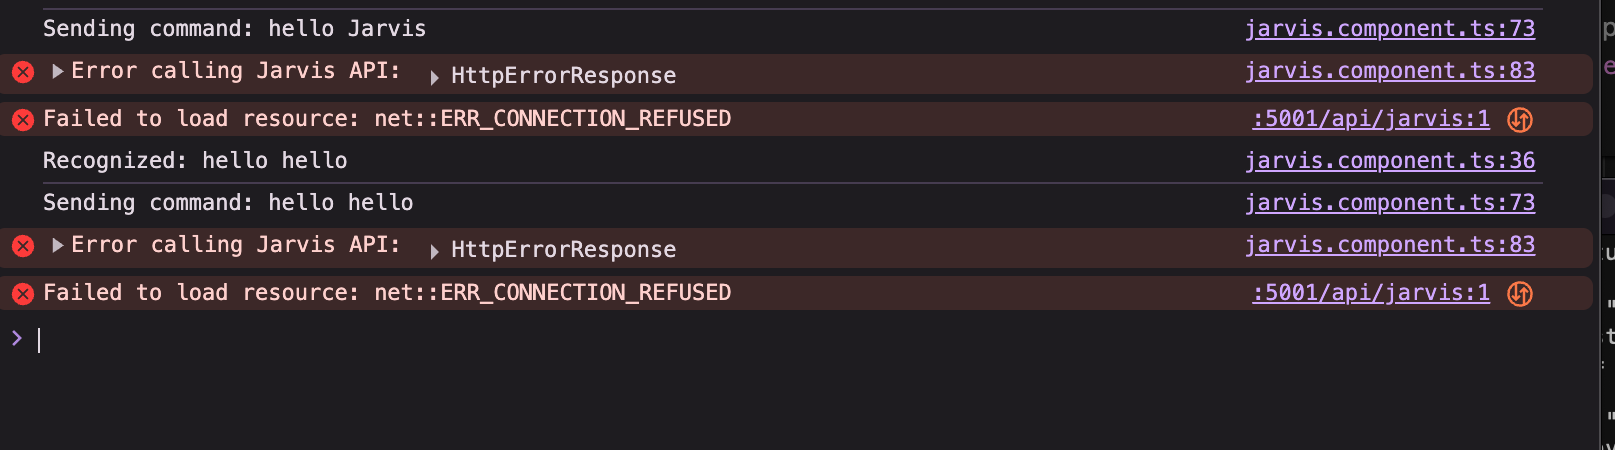 Sending command: hello Jarvis jarvis.component.ts:73
Error calling Jarvis API: HttpErrorResponse jarvis.component.ts:83
Failed to load resource: net::ERR_CONNECTION_REFUSED :5001/api/jarvis:1
Recognized: hello hello jarvis.component.ts:36
Sending command: hello hello jarvis.component.ts:73
Error calling Jarvis API: HttpErrorResponse jarvis.component.ts:83
Failed to load resource: net::ERR_CONNECTION_REFUSED :5001/api/jarvis:1
>